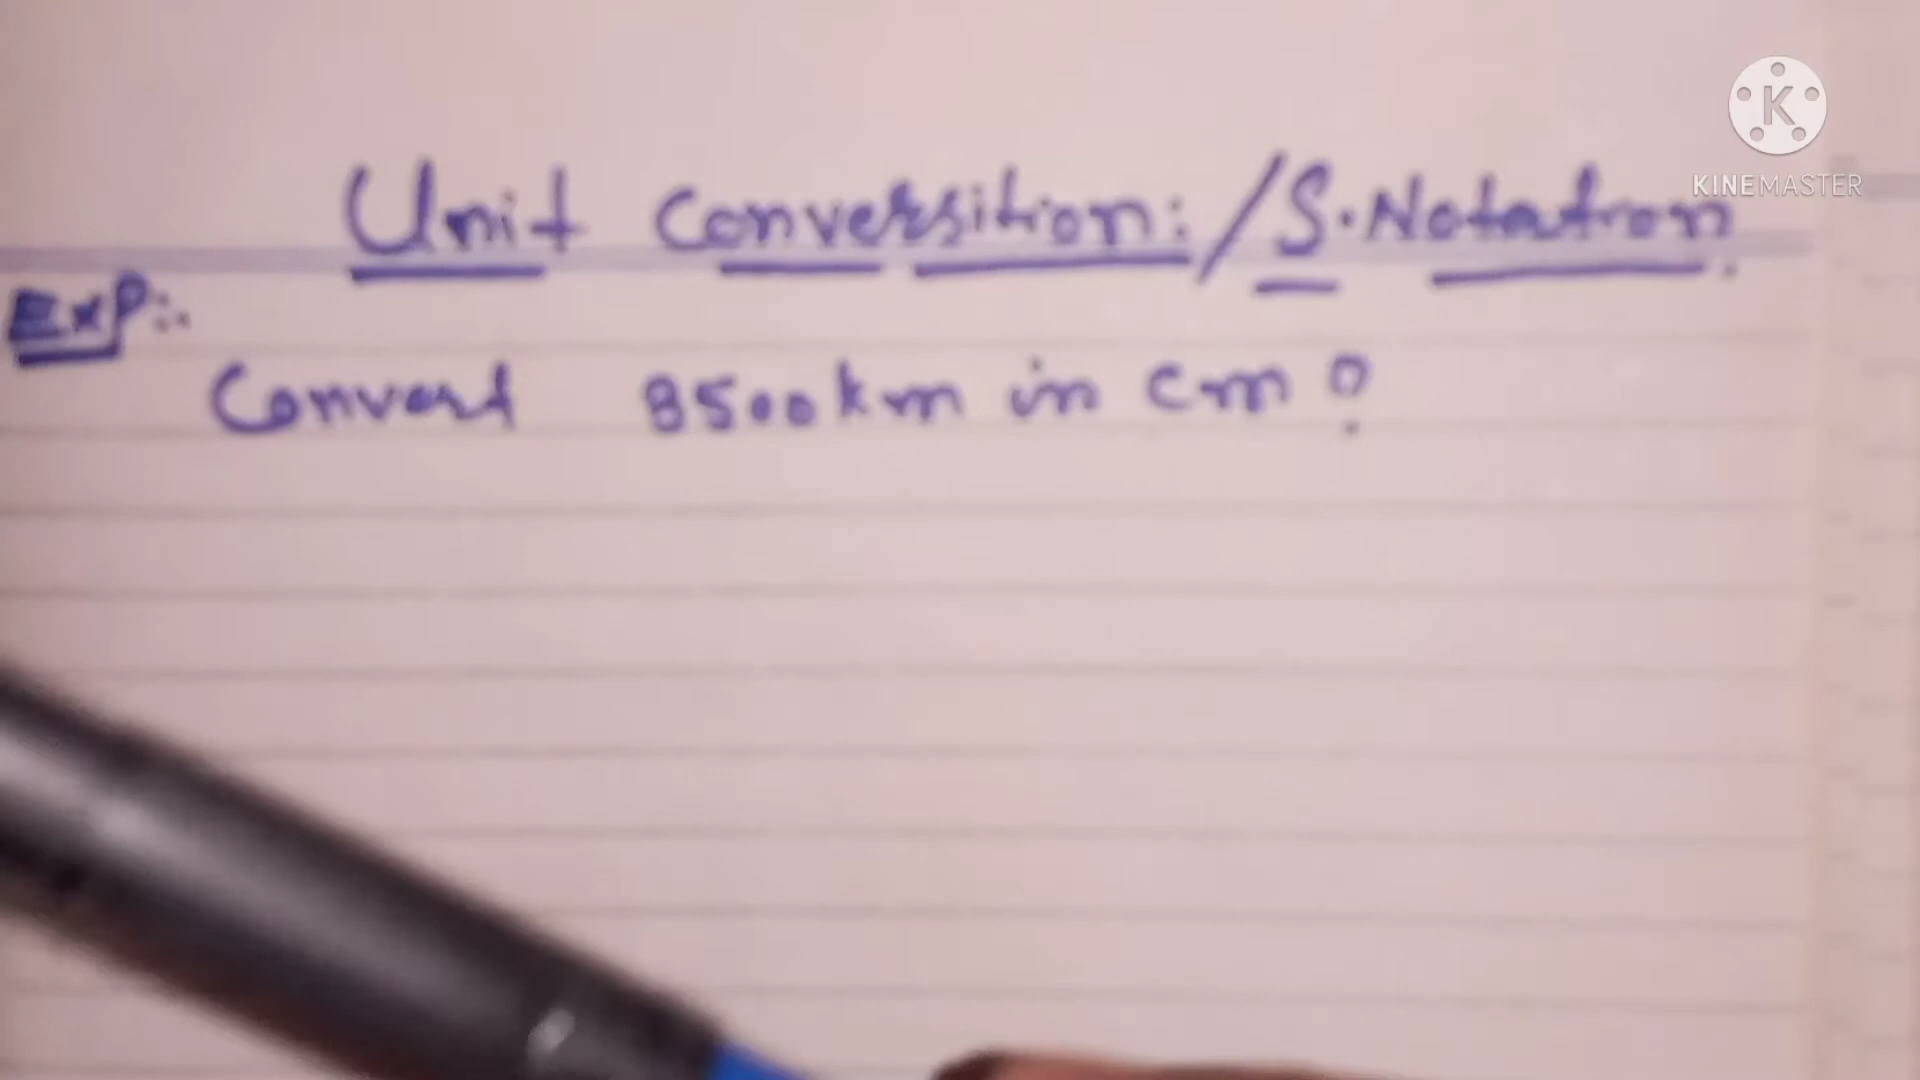 Unit Conversition:/S.Notation.
KINEMASTER
Exp:.
Convert 8500km in cm?